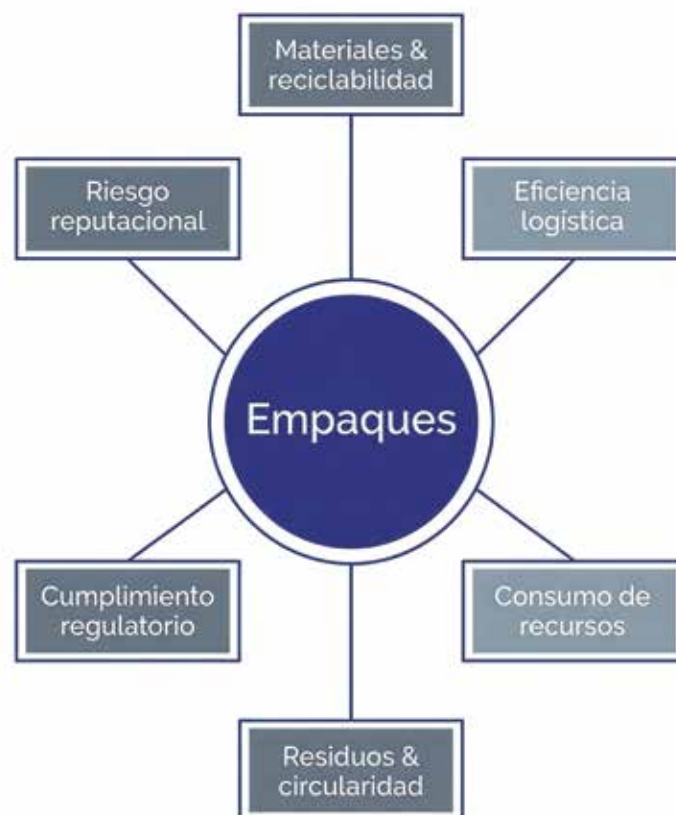 Materiales &
reciclabilidad
Riesgo
reputacional
Eficiencia
logística
Empaques
Cumplimiento
regulatorio
Consumo de
recursos
Residuos &
circularidad